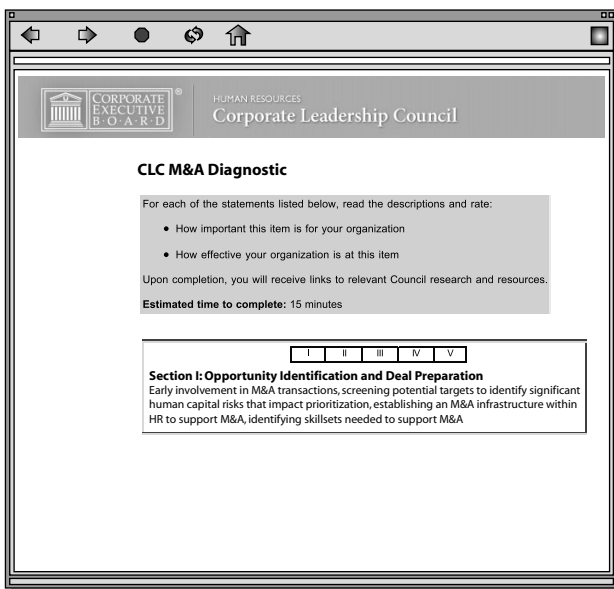 CORPORATE
EXECUTIVE
B·O·A·R·D
®
HUMAN RESOURCES
Corporate Leadership Council
CLC M&A Diagnostic
For each of the statements listed below, read the descriptions and rate:
• How important this item is for your organization
• How effective your organization is at this item
Upon completion, you will receive links to relevant Council research and resources.
Estimated time to complete: 15 minutes
I II III IV V
Section I: Opportunity Identification and Deal Preparation
Early involvement in M&A transactions, screening potential targets to identify significant
human capital risks that impact prioritization, establishing an M&A infrastructure within
HR to support M&A, identifying skillsets needed to support M&A